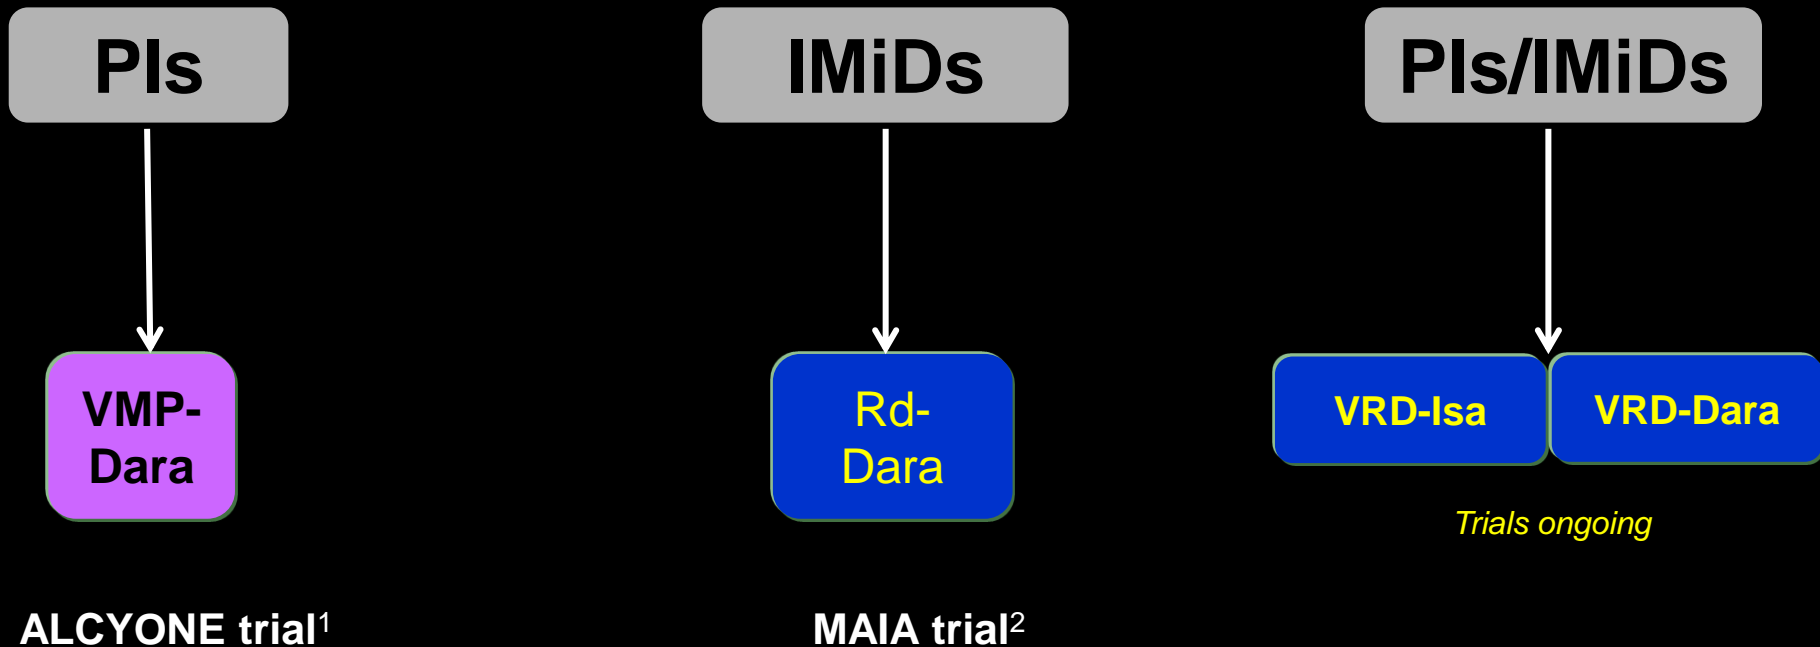 PIs
IMiDs
PIs/IMiDs
VMP-
Dara
Rd-
Dara
VRD-Isa
VRD-Dara
Trials ongoing
ALCYONE trial¹
MAIA trial²